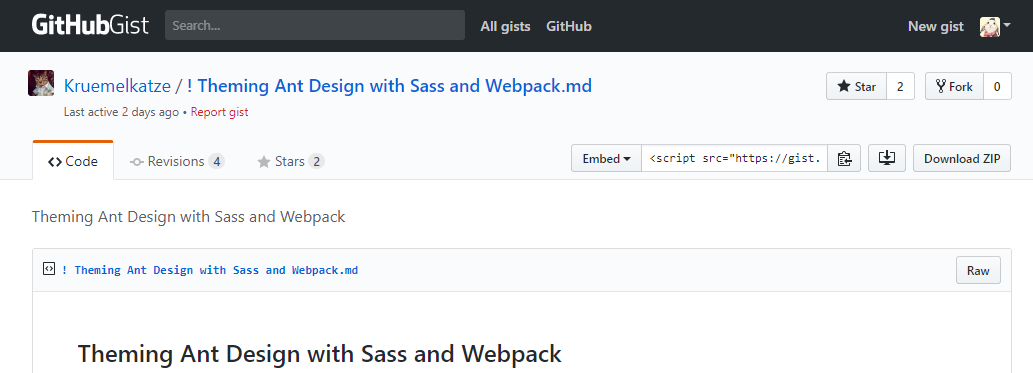 GitHubGist Search... All gists GitHub New gist
Kruemelkatze / ! Theming Ant Design with Sass and Webpack.md Star 2 Fork 0
Last active 2 days ago • Report gist
Code Revisions 4 Stars 2 Embed <script src="https://gist. Download ZIP
Theming Ant Design with Sass and Webpack
! Theming Ant Design with Sass and Webpack.md Raw
Theming Ant Design with Sass and Webpack